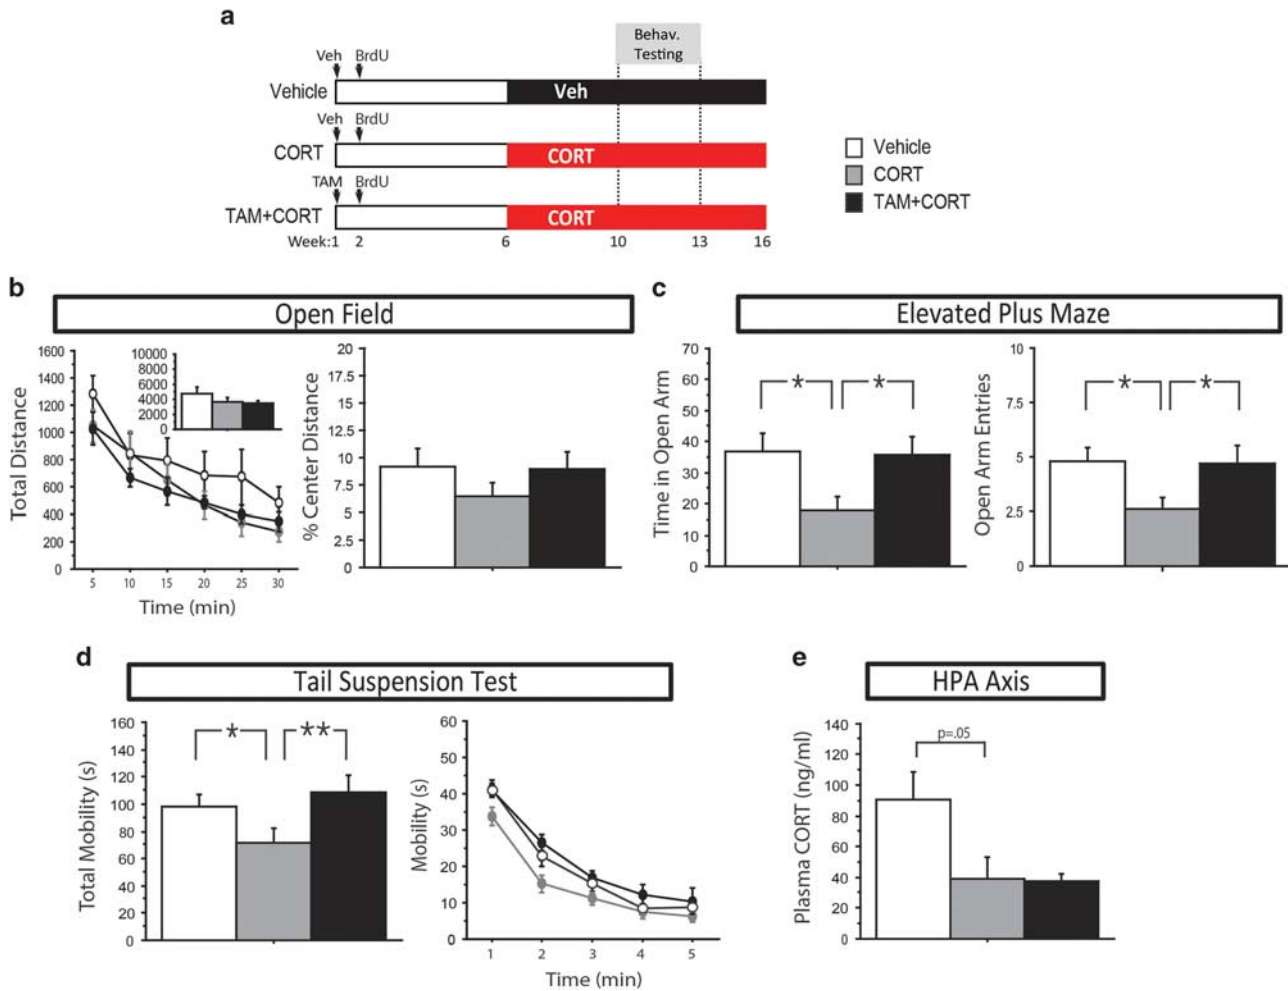 a
Behav.
Testing
Veh BrdU
Vehicle
Veh
Veh BrdU
CORT
CORT
TAM BrdU
TAM+CORT
CORT
Week:1 2 6 10 13 16
Vehicle
CORT
TAM+CORT
b
Open Field
1600
1400
1200
1000
800
600
400
200
0
Total Distance
10000
8000
6000
4000
2000
0
5 10 15 20 25 30
Time (min)
20
17.5
15
12.5
10
7.5
5
2.5
0
% Center Distance
c
Elevated Plus Maze
70
60
50
40
30
20
10
0
Time in Open Arm
* *
10
7.5
5
2.5
0
Open Arm Entries
* *
d
Tail Suspension Test
160
140
120
100
80
60
40
20
0
Total Mobility (s)
* **
60
50
40
30
20
10
0
Mobility (s)
1 2 3 4 5
Time (min)
e
HPA Axis
140
120
100
80
60
40
20
0
Plasma CORT (ng/ml)
p=.05